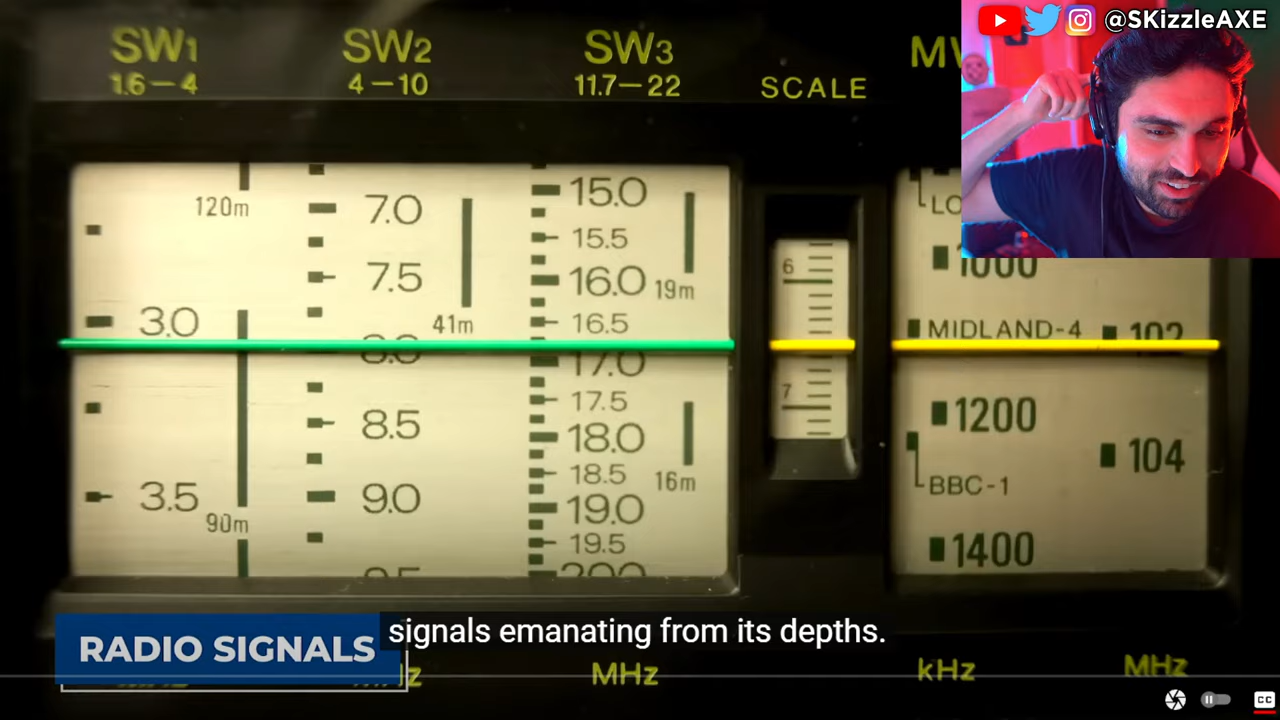 @SKizzleAXE
SW1 SW2 SW3 SCALE
1.6—4 4—10 11.7—22
120m 7.0 15.0
7.5 15.5
41m 16.0 19m 6 1000
3.0 16.5 MIDLAND-4 102
8.0 17.0
8.5 17.5 7 1200
18.0 104
3.5 9.0 18.5 16m BBC-1
90m 19.0
19.5 1400
signals emanating from its depths.
RADIO SIGNALS
MHz kHz MHz
CC